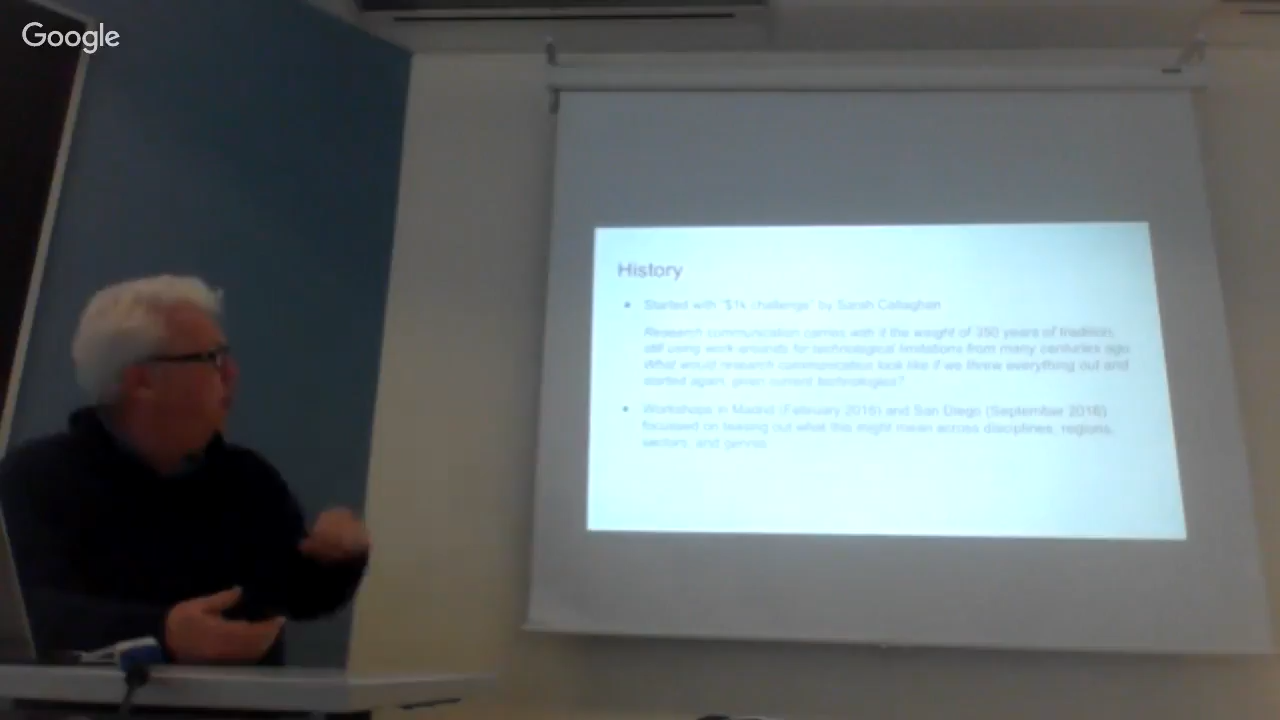 Google
History
Started with "$1k challenge" by Sarah Callaghan
Research communication carries with it the weight of 350 years of tradition,
still using work arounds for technological limitations from many centuries ago.
What would research communication look like if we threw everything out and
started again, given current technologies?
Workshops in Madrid (February 2016) and San Diego (September 2016)
focussed on teasing out what this might mean across disciplines, regions,
sectors, and genres